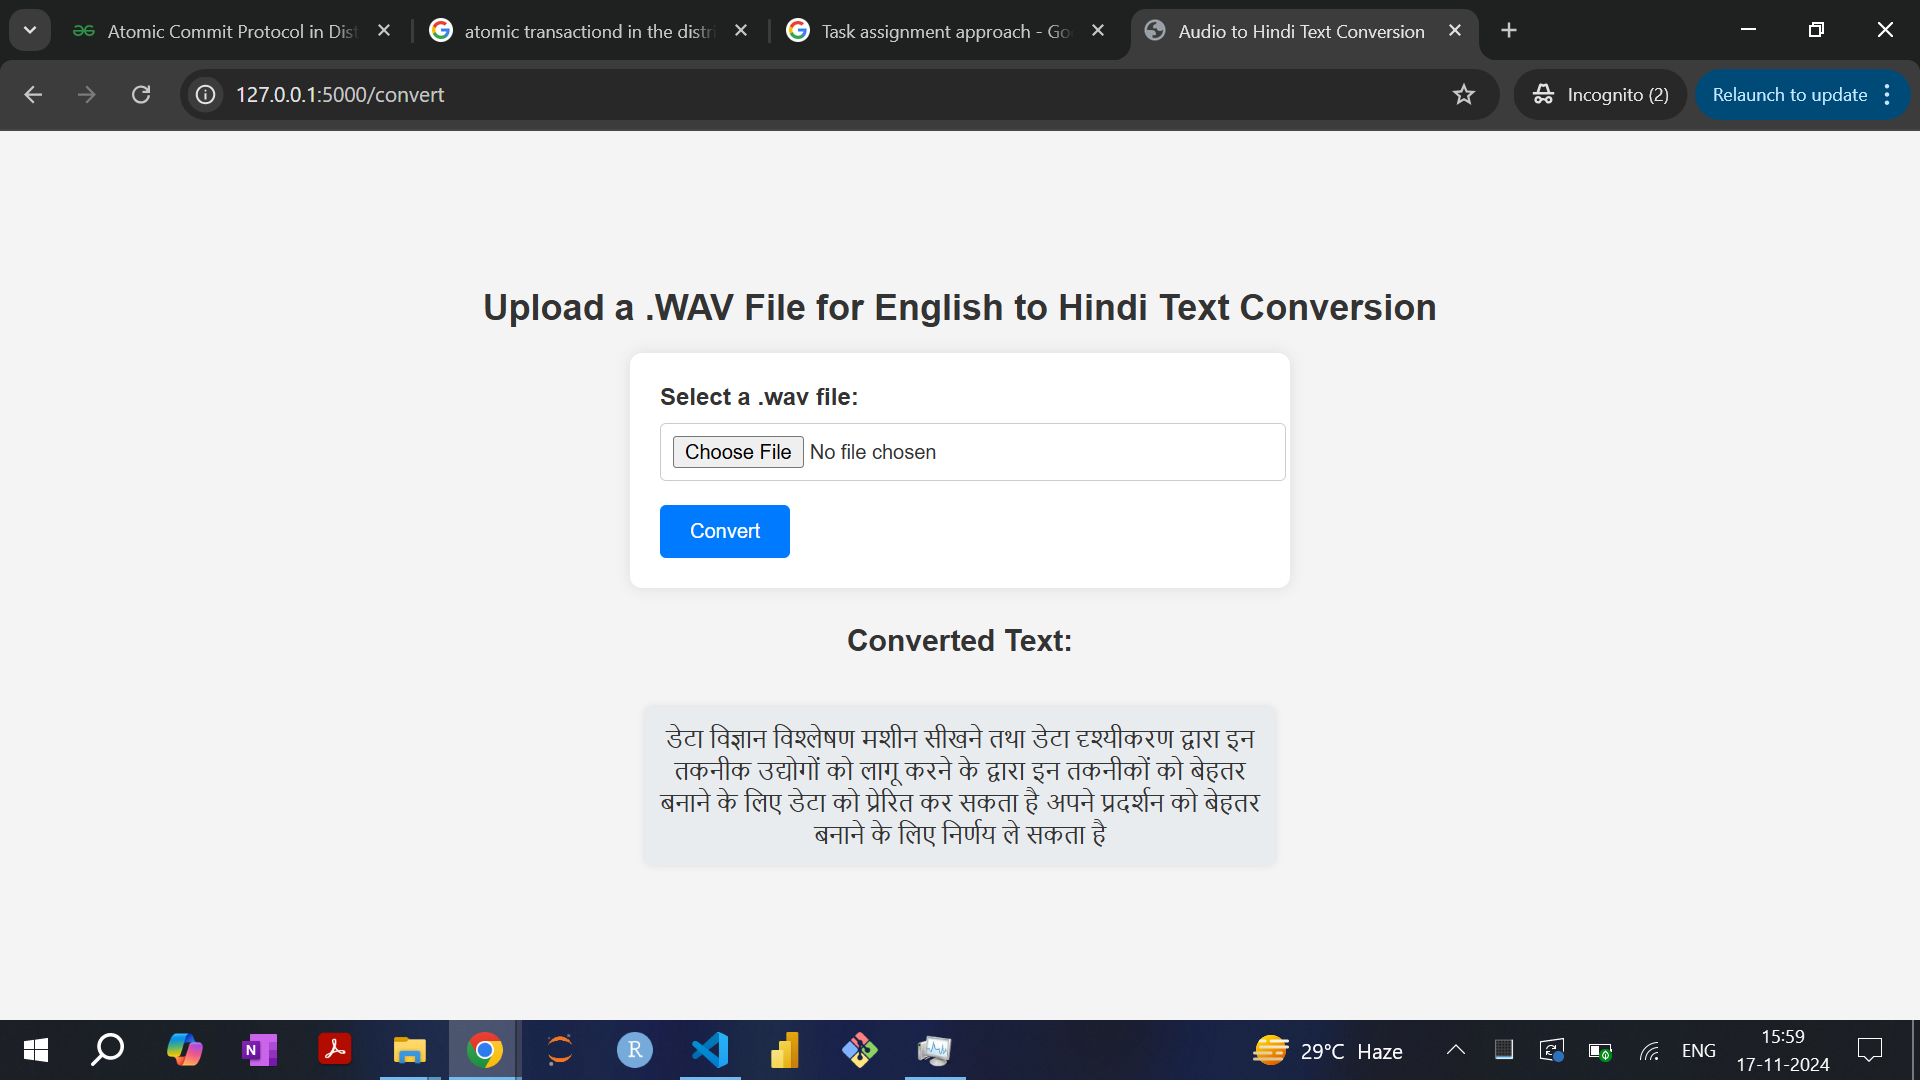 Atomic Commit Protocol in Dist
atomic transactiond in the distri
Task assignment approach - Goo
Audio to Hindi Text Conversion
127.0.0.1:5000/convert
Incognito (2)
Relaunch to update
Upload a .WAV File for English to Hindi Text Conversion
Select a .wav file:
Choose File No file chosen
Convert
Converted Text:
डेटा विज्ञान विश्लेषण मशीन सीखने तथा डेटा दृश्यीकरण द्वारा इन
तकनीक उद्योगों को लागू करने के द्वारा इन तकनीकों को बेहतर
बनाने के लिए डेटा को प्रेरित कर सकता है अपने प्रदर्शन को बेहतर
बनाने के लिए निर्णय ले सकता है
29°C Haze
ENG
15:59
17-11-2024